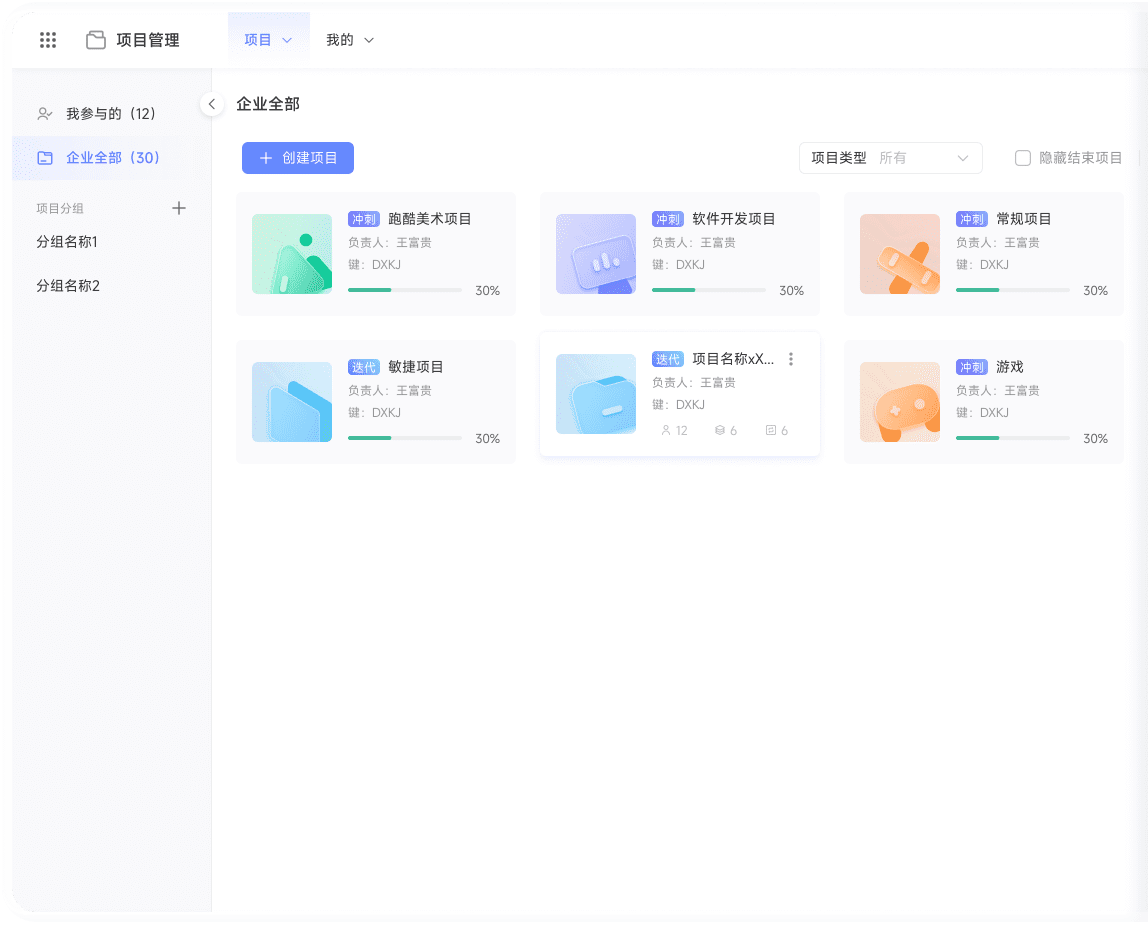 项目管理
项目
我的
我参与的（12）
企业全部（30）
项目分组
分组名称1
分组名称2
企业全部
创建项目
项目类型 所有
隐藏结束项目
冲刺 跑酷美术项目
负责人：王富贵
键：DXKJ
30%
冲刺 软件开发项目
负责人：王富贵
键：DXKJ
30%
冲刺 常规项目
负责人：王富贵
键：DXKJ
30%
迭代 敏捷项目
负责人：王富贵
键：DXKJ
30%
迭代 项目名称xX...
负责人：王富贵
键：DXKJ
12 6 6
冲刺 游戏
负责人：王富贵
键：DXKJ
30%